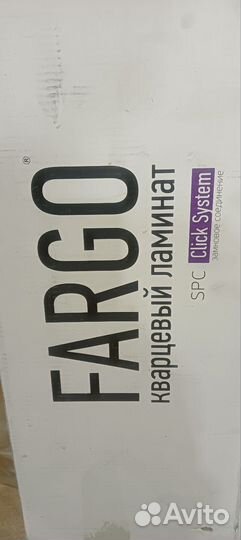 FARGO®
кварцевый ламинат
SPC Click System
замковое соединение
Avito